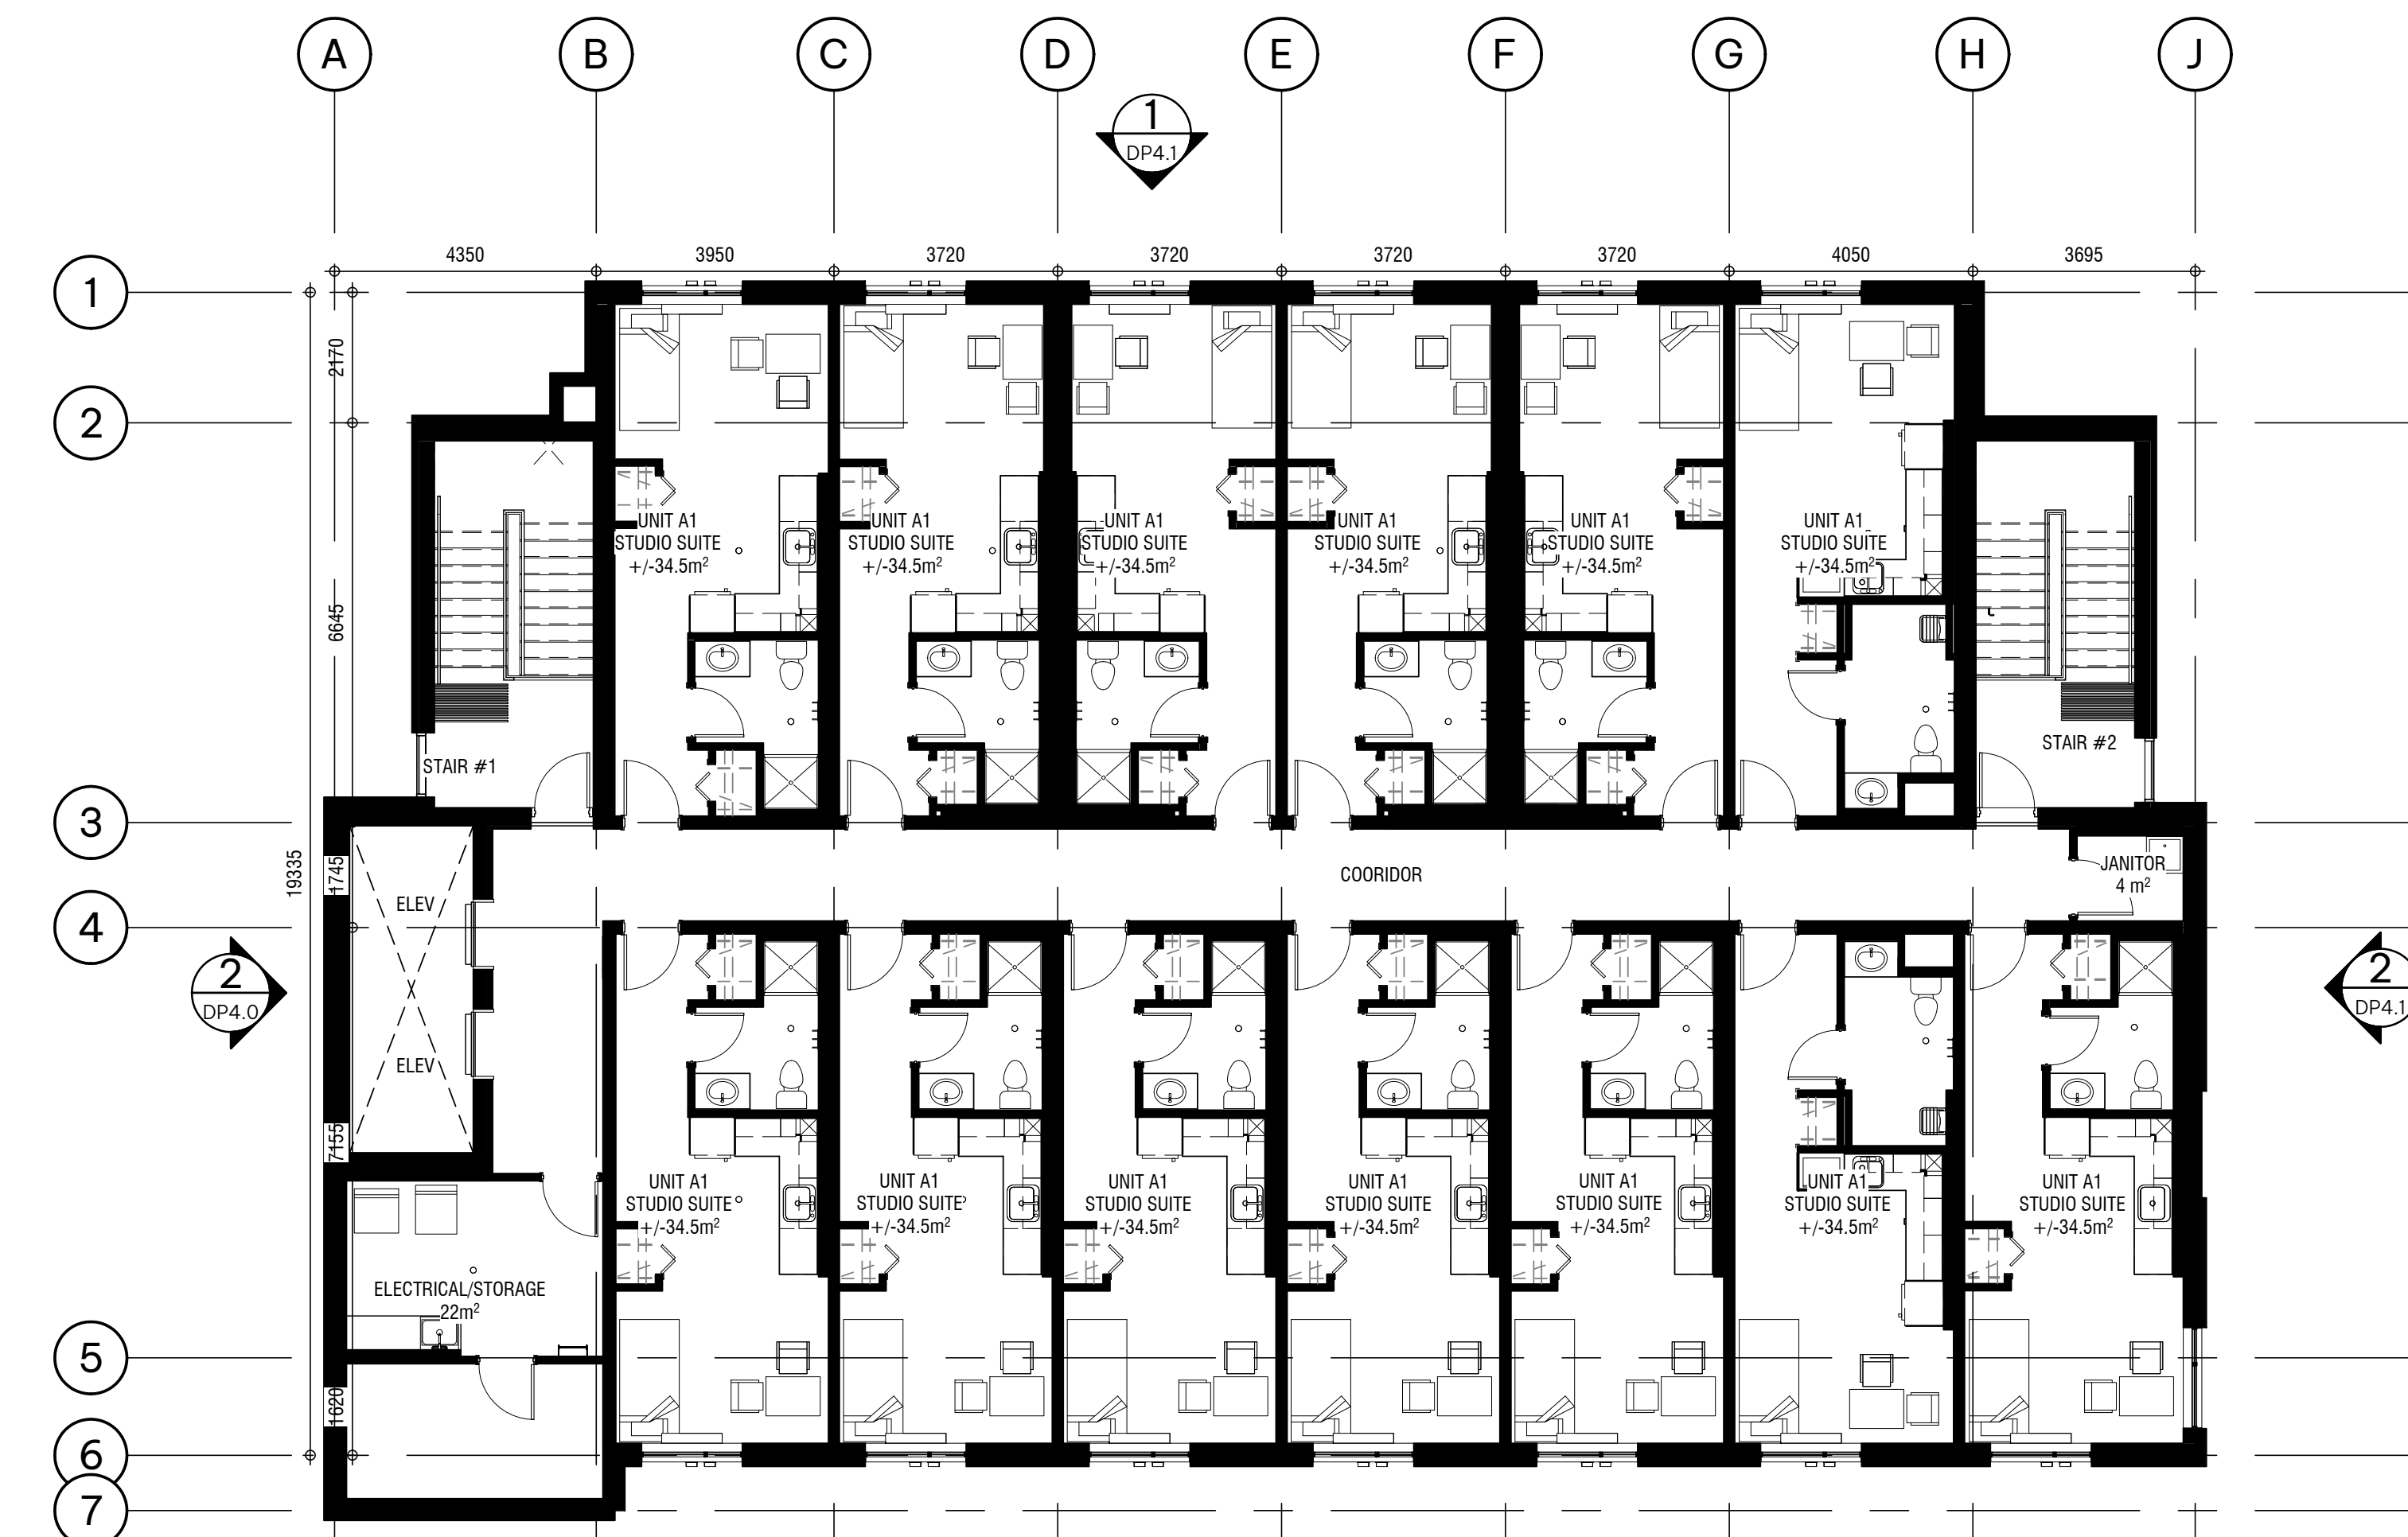 A B C D E F G H J
1
DP4.1
4350 3950 3720 3720 3720 3720 4050 3695
1
2170
2
6645
UNIT A1
STUDIO SUITE
+/-34.5m²
UNIT A1
STUDIO SUITE
+/-34.5m²
UNIT A1
STUDIO SUITE
+/-34.5m²
UNIT A1
STUDIO SUITE
+/-34.5m²
UNIT A1
STUDIO SUITE
+/-34.5m²
UNIT A1
STUDIO SUITE
+/-34.5m²
STAIR #1
STAIR #2
3
19335
1745
COORIDOR
JANITOR
4 m²
ELEV
4
2
DP4.0
2
DP4.1
ELEV
7155
UNIT A1
STUDIO SUITE
+/-34.5m²
UNIT A1
STUDIO SUITE
+/-34.5m²
UNIT A1
STUDIO SUITE
+/-34.5m²
UNIT A1
STUDIO SUITE
+/-34.5m²
UNIT A1
STUDIO SUITE
+/-34.5m²
UNIT A1
STUDIO SUITE
+/-34.5m²
UNIT A1
STUDIO SUITE
+/-34.5m²
ELECTRICAL/STORAGE
22m²
5
1620
6
7